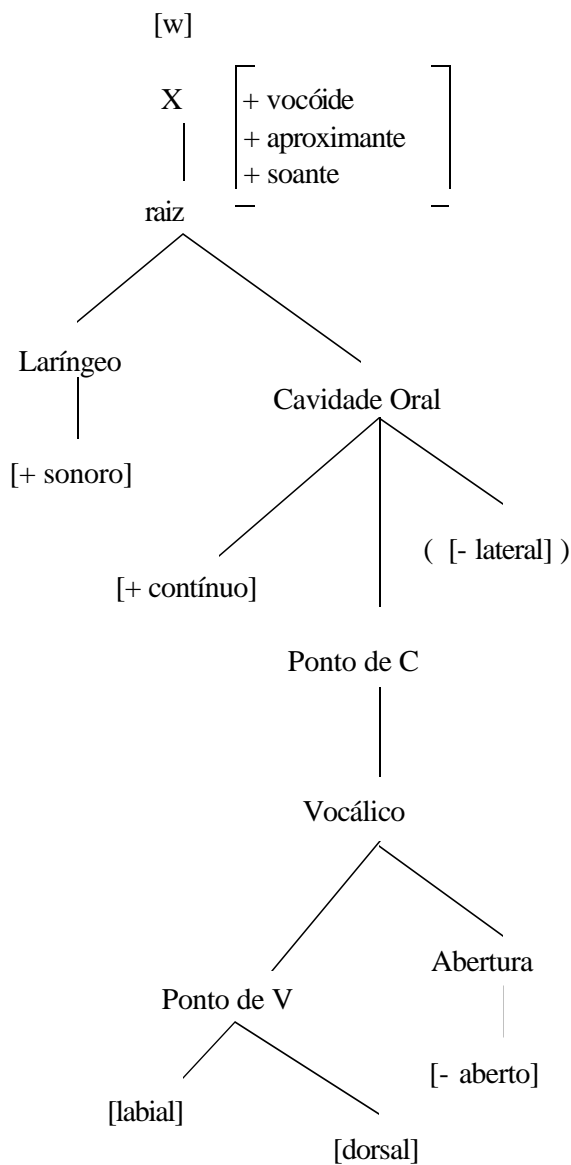 [w]
X + vocóide
+ aproximante
+ soante
raiz
Laríngeo
Cavidade Oral
[+ sonoro]
( [- lateral] )
[+ contínuo]
Ponto de C
Vocálico
Abertura
Ponto de V
[- aberto]
[labial]
[dorsal]